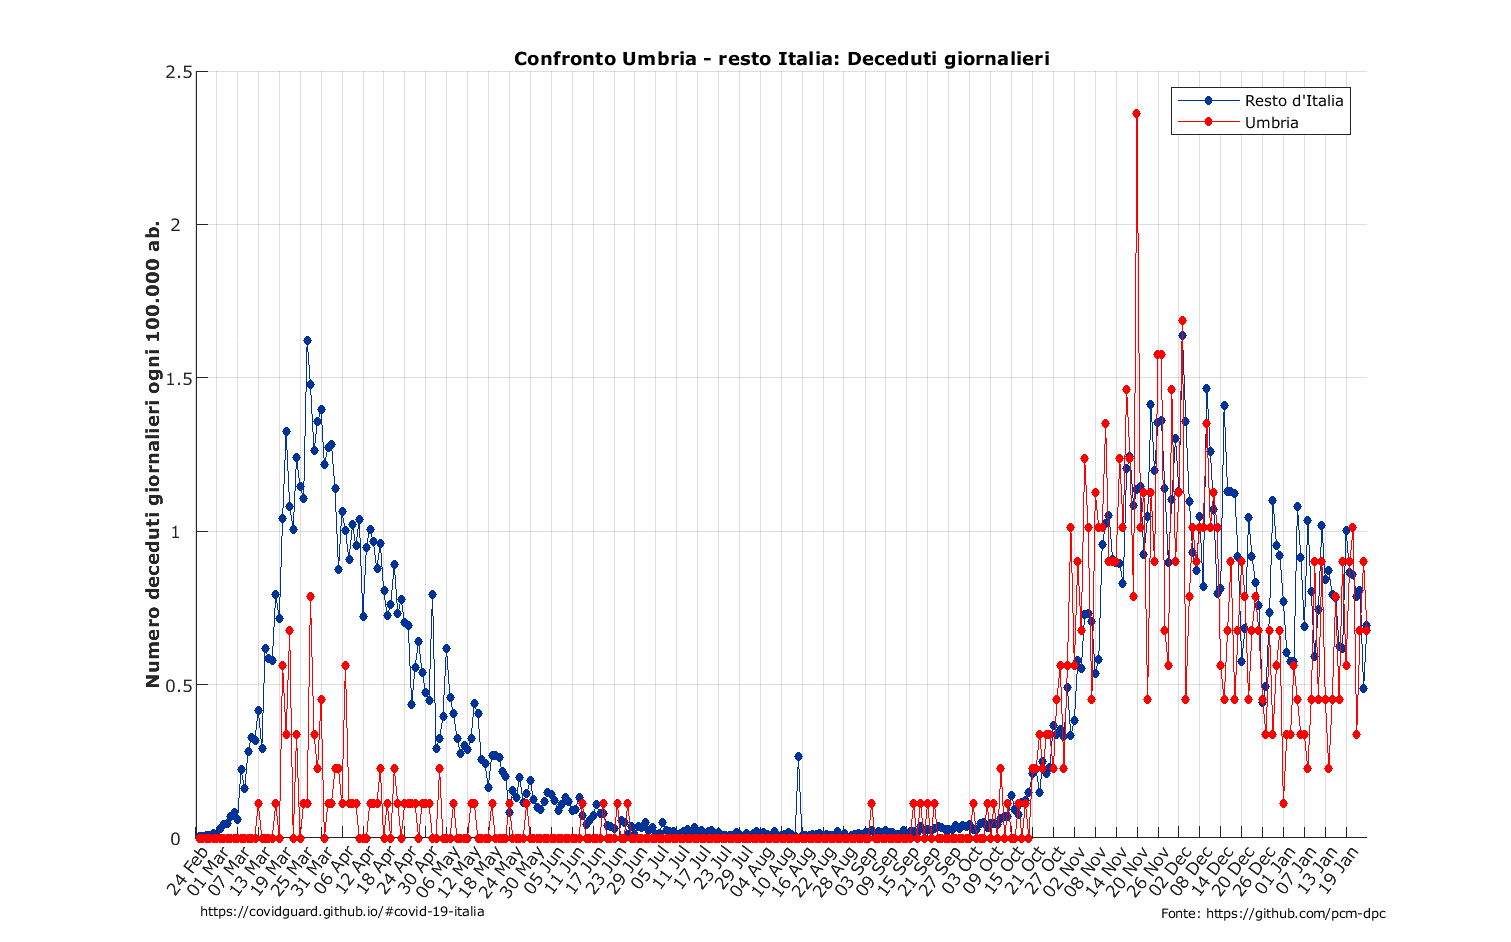 Confronto Umbria - resto Italia: Deceduti giornalieri
Numero deceduti giornalieri ogni 100.000 ab.
2.5
2
1.5
1
0.5
0
Resto d'Italia
Umbria
24 Feb
01 Mar
07 Mar
13 Mar
19 Mar
25 Mar
31 Mar
06 Apr
12 Apr
18 Apr
24 Apr
30 Apr
06 May
12 May
18 May
24 May
30 May
05 Jun
11 Jun
17 Jun
23 Jun
29 Jun
05 Jul
11 Jul
17 Jul
23 Jul
29 Jul
04 Aug
10 Aug
16 Aug
22 Aug
28 Aug
03 Sep
09 Sep
15 Sep
21 Sep
27 Sep
03 Oct
09 Oct
15 Oct
21 Oct
27 Oct
02 Nov
08 Nov
14 Nov
20 Nov
26 Nov
02 Dec
08 Dec
14 Dec
20 Dec
26 Dec
01 Jan
07 Jan
13 Jan
19 Jan
https://covidguard.github.io/#covid-19-italia
Fonte: https://github.com/pcm-dpc